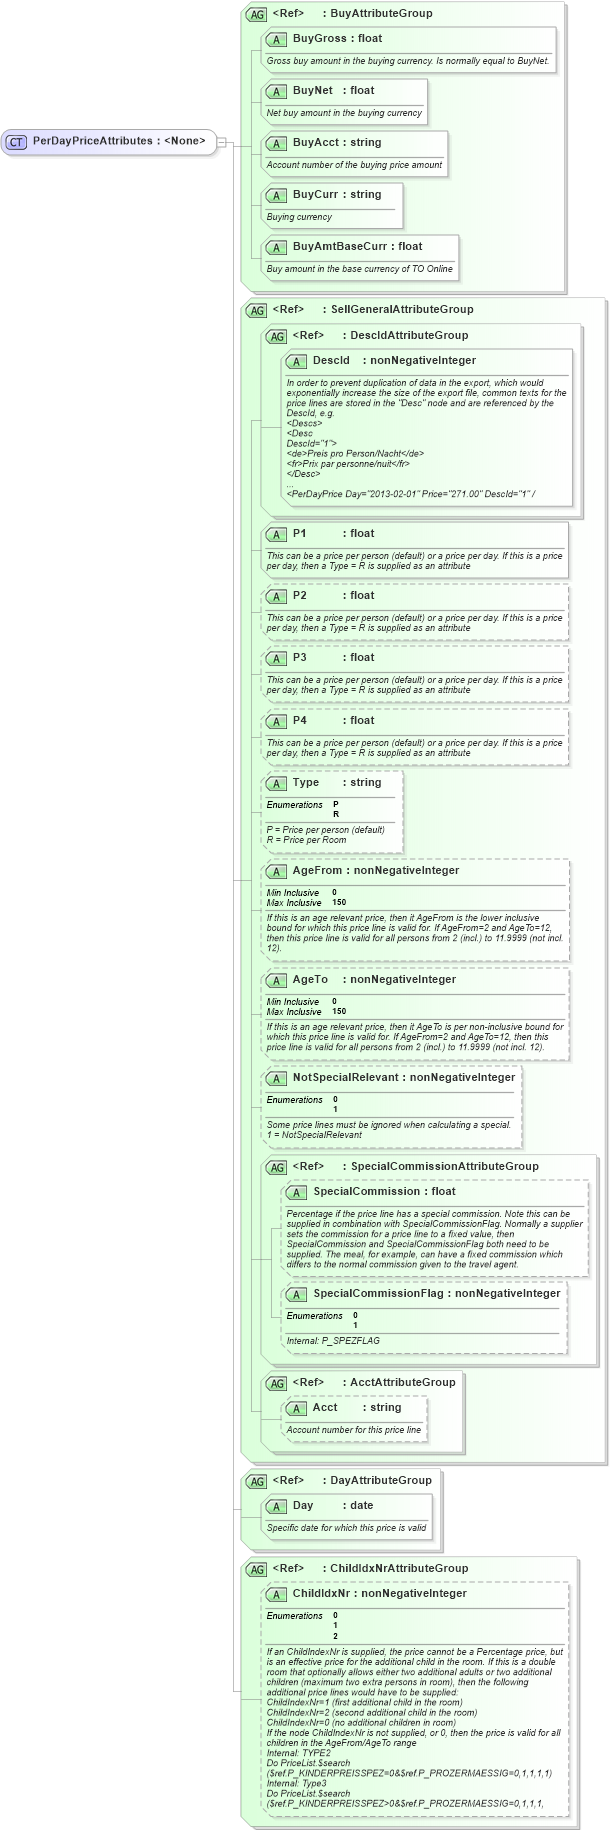 AG <Ref> : BuyAttributeGroup
A BuyGross : float
Gross buy amount in the buying currency. Is normally equal to BuyNet.
A BuyNet : float
Net buy amount in the buying currency
CT PerDayPriceAttributes : <None>
A BuyAcct : string
Account number of the buying price amount
A BuyCurr : string
Buying currency
A BuyAmtBaseCurr : float
Buy amount in the base currency of TO Online
AG <Ref> : SellGeneralAttributeGroup
AG <Ref> : DescIdAttributeGroup
A DescId : nonNegativeInteger
In order to prevent duplication of data in the export, which would
exponentially increase the size of the export file, common texts for the
price lines are stored in the "Desc" node and are referenced by the
DescId, e.g.
<Descs>
<Desc
DescId="1">
<de>Preis pro Person/Nacht</de>
<fr>Prix par personne/nuit</fr>
</Desc>
...
<PerDayPrice Day="2013-02-01" Price="271.00" DescId="1" /
A P1 : float
This can be a price per person (default) or a price per day. If this is a price
per day, then a Type = R is supplied as an attribute
A P2 : float
This can be a price per person (default) or a price per day. If this is a price
per day, then a Type = R is supplied as an attribute
A P3 : float
This can be a price per person (default) or a price per day. If this is a price
per day, then a Type = R is supplied as an attribute
A P4 : float
This can be a price per person (default) or a price per day. If this is a price
per day, then a Type = R is supplied as an attribute
A Type : string
Enumerations P
R
P = Price per person (default)
R = Price per Room
A AgeFrom : nonNegativeInteger
Min Inclusive 0
Max Inclusive 150
If this is an age relevant price, then it AgeFrom is the lower inclusive
bound for which this price line is valid for. If AgeFrom=2 and AgeTo=12,
then this price line is valid for all persons from 2 (incl.) to 11.9999 (not incl.
12).
A AgeTo : nonNegativeInteger
Min Inclusive 0
Max Inclusive 150
If this is an age relevant price, then it AgeTo is per non-inclusive bound for
which this price line is valid for. If AgeFrom=2 and AgeTo=12, then this
price line is valid for all persons from 2 (incl.) to 11.9999 (not incl. 12).
A NotSpecialRelevant : nonNegativeInteger
Enumerations 0
1
Some price lines must be ignored when calculating a special.
1 = NotSpecialRelevant
AG <Ref> : SpecialCommissionAttributeGroup
A SpecialCommission : float
Percentage if the price line has a special commission. Note this can be
supplied in combination with SpecialCommissionFlag. Normally a supplier
sets the commission for a price line to a fixed value, then
SpecialCommission and SpecialCommissionFlag both need to be
supplied. The meal, for example, can have a fixed commission which
differs to the normal commission given to the travel agent.
A SpecialCommissionFlag : nonNegativeInteger
Enumerations 0
1
Internal: P_SPEZFLAG
AG <Ref> : AcctAttributeGroup
A Acct : string
Account number for this price line
AG <Ref> : DayAttributeGroup
A Day : date
Specific date for which this price is valid
AG <Ref> : ChildIdxNrAttributeGroup
A ChildIdxNr : nonNegativeInteger
Enumerations 0
1
2
If an ChildIndexNr is supplied, the price cannot be a Percentage price, but
is an effective price for the additional child in the room. If this is a double
room that optionally allows either two additional adults or two additional
children (maximum two extra persons in room), then the following
additional price lines would have to be supplied:
ChildIndexNr=1 (first additional child in the room)
ChildIndexNr=2 (second additional child in the room)
ChildIndexNr=0 (no additional children in room)
If the node ChildIndexNr is not supplied, or 0, then the price is valid for all
children in the AgeFrom/AgeTo range
Internal: TYPE2
Do PriceList.$search
($ref.P_KINDERPREISSPEZ=0&$ref.P_PROZERMAESSIG=0,1,1,1,1)
Internal: Type3
Do PriceList.$search
($ref.P_KINDERPREISSPEZ>0&$ref.P_PROZERMAESSIG=0,1,1,1,